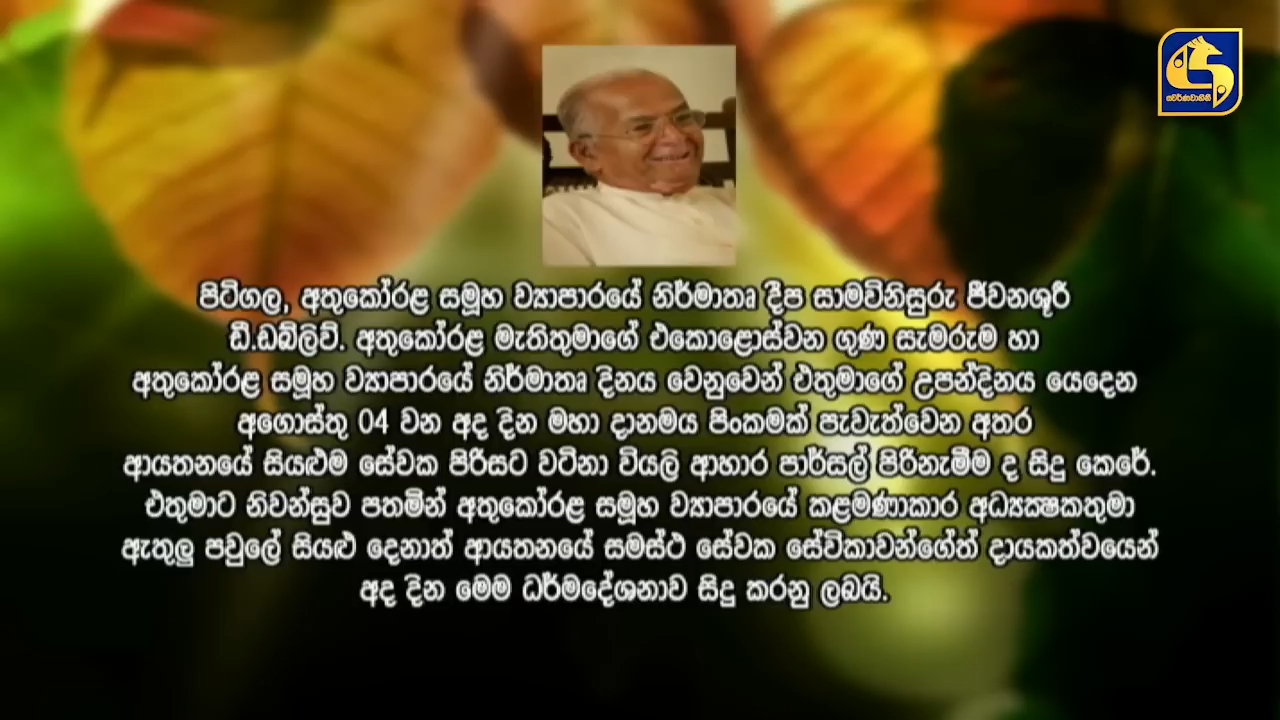 ස්වර්ණවාහිනී
පිටිගල, අතුකෝරළ සමූහ ව්‍යාපාරයේ නිර්මාතෘ දීප සාමවිනිසුරු ජීවනශූරී
ඩී.ඩබ්ලිව්. අතුකෝරළ මැතිතුමාගේ එකොළොස්වන ගුණ සැමරුම හා
අතුකෝරළ සමූහ ව්‍යාපාරයේ නිර්මාතෘ දිනය වෙනුවෙන් එතුමාගේ උපන්දිනය යෙදෙන
අගොස්තු 04 වන අද දින මහා දානමය පිංකමක් පැවැත්වෙන අතර
ආයතනයේ සියළුම සේවක පිරිසට වටිනා වියලි ආහාර පාර්සල් පිරිනැමීම ද සිදු කෙරේ.
එතුමාට නිවන්සුව පතමින් අතුකෝරළ සමූහ ව්‍යාපාරයේ කළමණාකාර අධ්‍යක්ෂකතුමා
ඇතුලු පවුලේ සියළු දෙනාත් ආයතනයේ සමස්ථ සේවක සේවිකාවන්ගේත් දායකත්වයෙන්
අද දින මෙම ධර්මදේශනාව සිදු කරනු ලබයි.